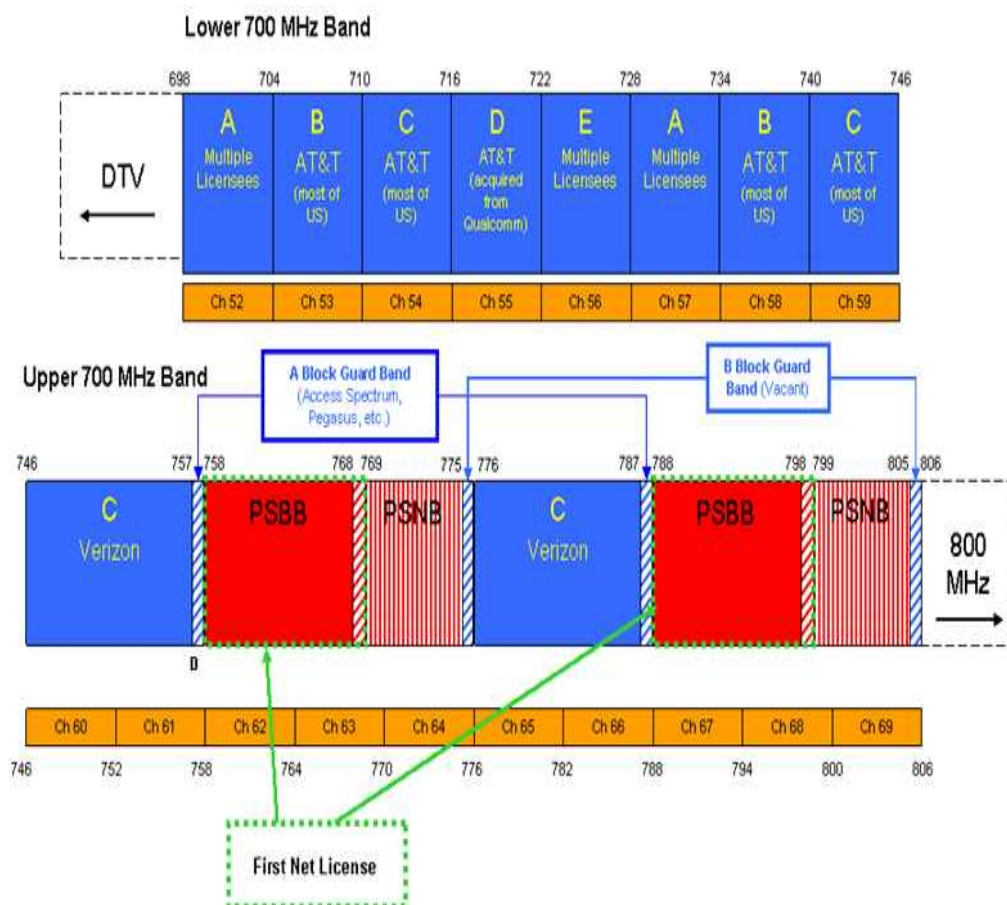 Lower 700 MHz Band
698 704 710 716 722 728 734 740 746
DTV
A
Multiple
Licensees
B
AT&T
(most of
US)
C
AT&T
(most of
US)
D
AT&T
(acquired
from
Qualcomm)
E
Multiple
Licensees
A
Multiple
Licensees
B
AT&T
(most of
US)
C
AT&T
(most of
US)
Ch 52 Ch 53 Ch 54 Ch 55 Ch 56 Ch 57 Ch 58 Ch 59
Upper 700 MHz Band
A Block Guard Band
(Access Spectrum,
Pegasus, etc.)
B Block Guard
Band (Vacant)
746 757 758 768 769 775 776 787 788 798 799 805 806
C
Verizon
PSBB
PSNB
C
Verizon
PSBB
PSNB
800
MHz
D
Ch 60 Ch 61 Ch 62 Ch 63 Ch 64 Ch 65 Ch 66 Ch 67 Ch 68 Ch 69
746 752 758 764 770 776 782 788 794 800 806
First Net License